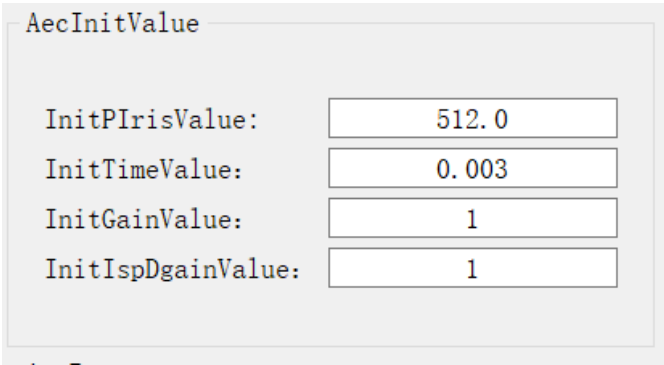 AecInitValue
InitPIrisValue: 512.0
InitTimeValue: 0.003
InitGainValue: 1
InitIspDgainValue: 1